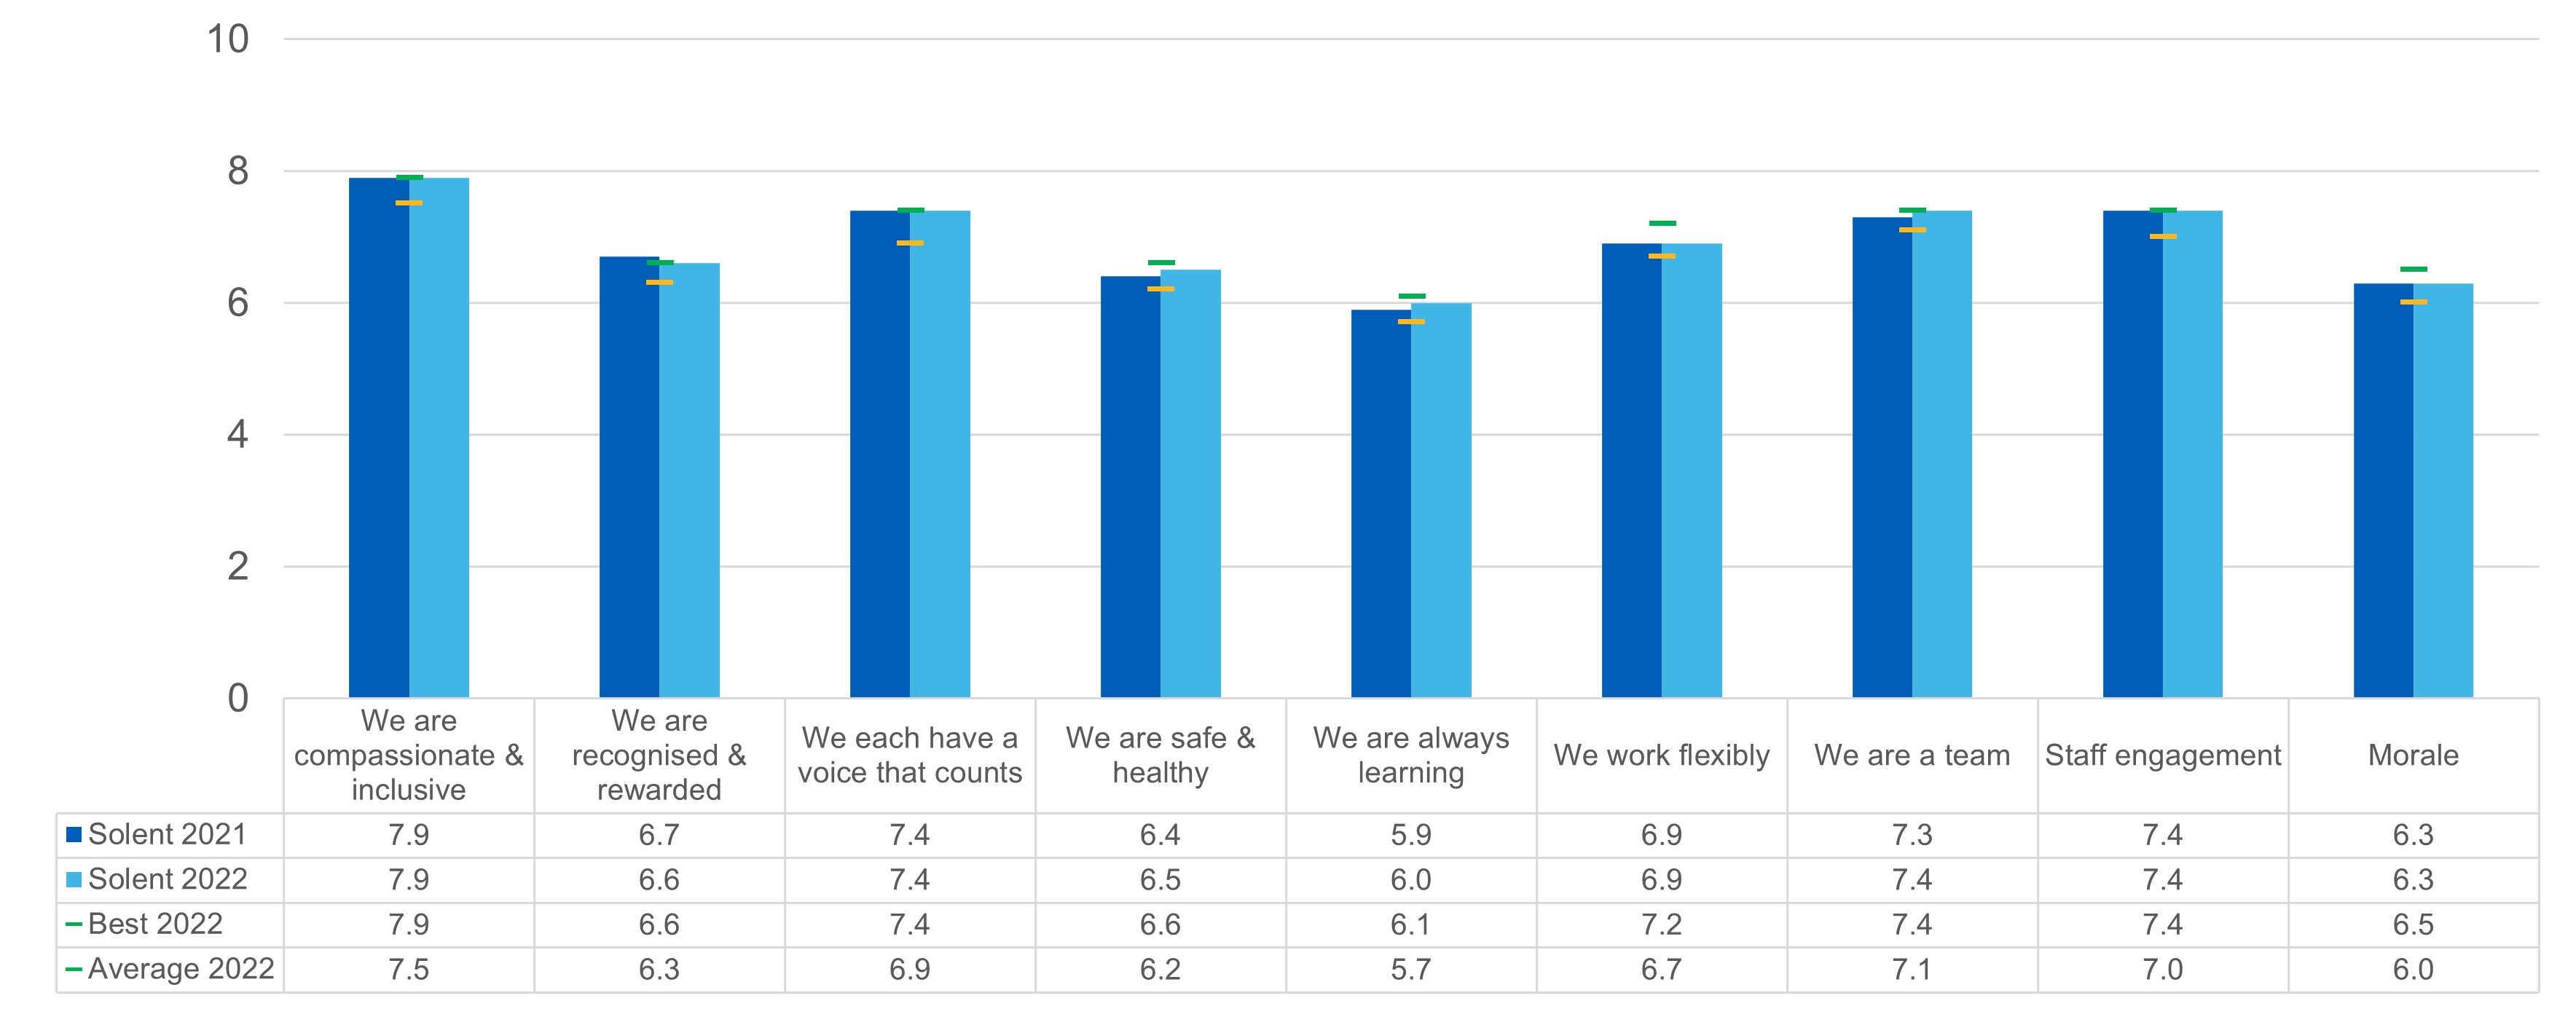 10
8
6
4
2
0
We are
compassionate &
inclusive
We are
recognised &
rewarded
We each have a
voice that counts
We are safe &
healthy
We are always
learning
We work flexibly
We are a team
Staff engagement
Morale
Solent 2021 7.9 6.7 7.4 6.4 5.9 6.9 7.3 7.4 6.3
Solent 2022 7.9 6.6 7.4 6.5 6.0 6.9 7.4 7.4 6.3
Best 2022 7.9 6.6 7.4 6.6 6.1 7.2 7.4 7.4 6.5
Average 2022 7.5 6.3 6.9 6.2 5.7 6.7 7.1 7.0 6.0